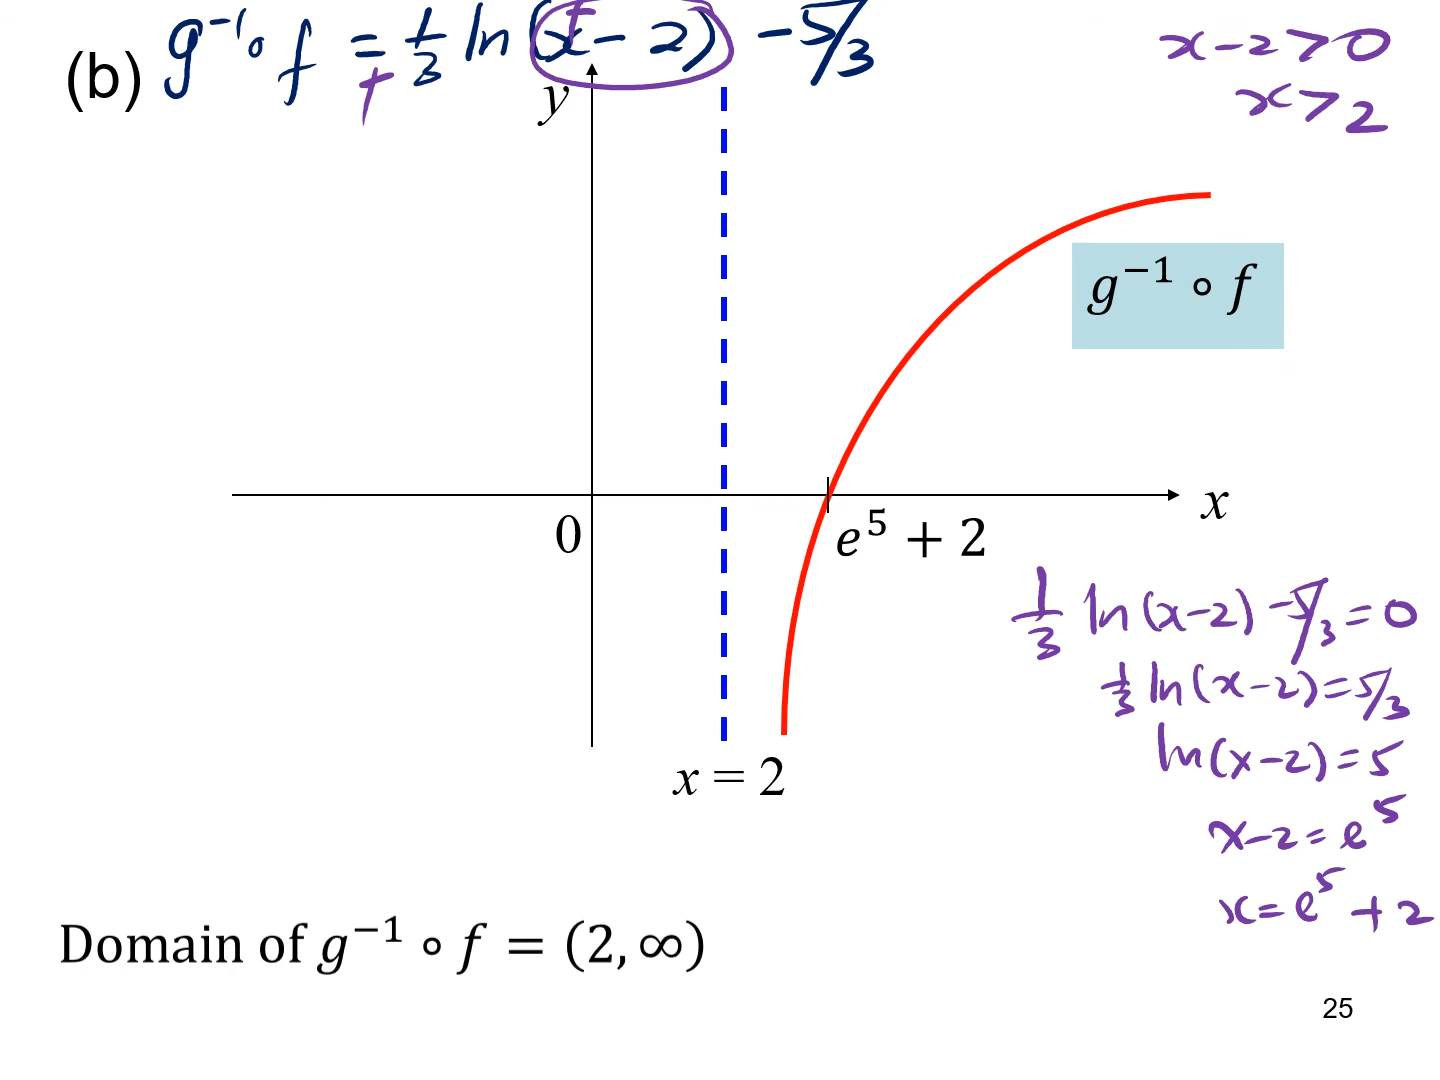 (b) g⁻¹∘f = 1/3 ln(x − 2) − 5/3
+ +
x − 2 > 0
x > 2
y
g⁻¹ ∘ f
x
0
e⁵ + 2
1/3 ln(x−2) − 5/3 = 0
1/3 ln(x−2) = 5/3
ln(x−2) = 5
x−2 = e⁵
x = e⁵ + 2
x = 2
Domain of g⁻¹ ∘ f = (2, ∞)
25